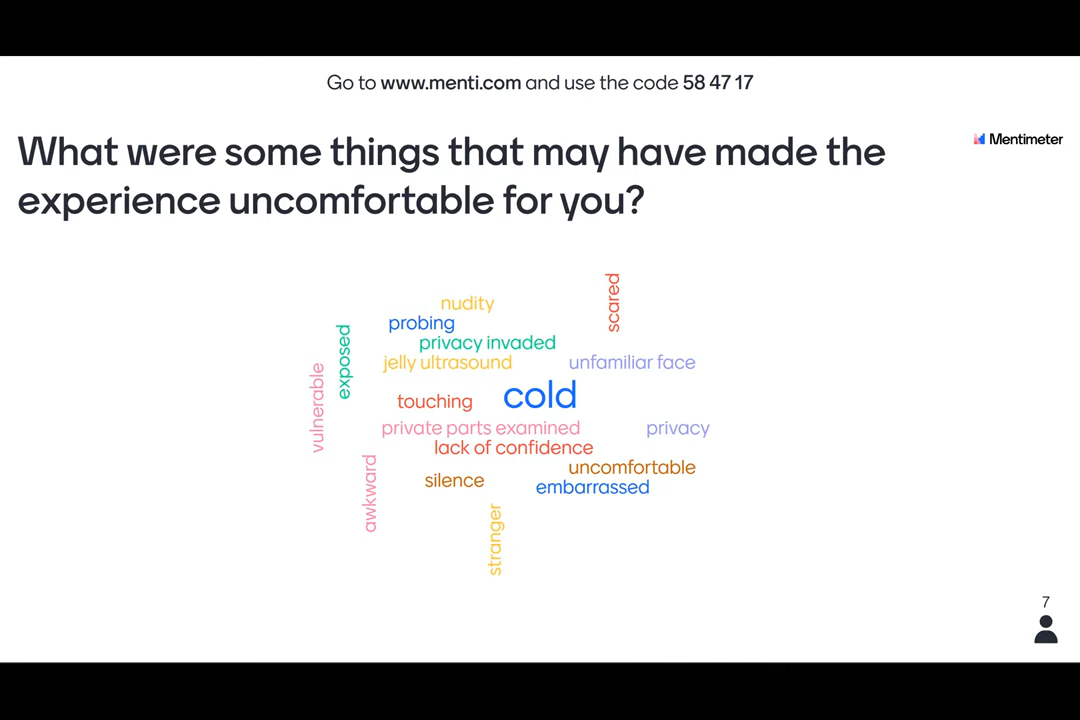 Go to www.menti.com and use the code 58 47 17
What were some things that may have made the
experience uncomfortable for you?
Mentimeter
scared
nudity
probing
exposed
privacy invaded
jelly ultrasound
unfamiliar face
vulnerable
cold
touching
private parts examined
privacy
lack of confidence
uncomfortable
awkward
silence
embarrassed
stranger
7